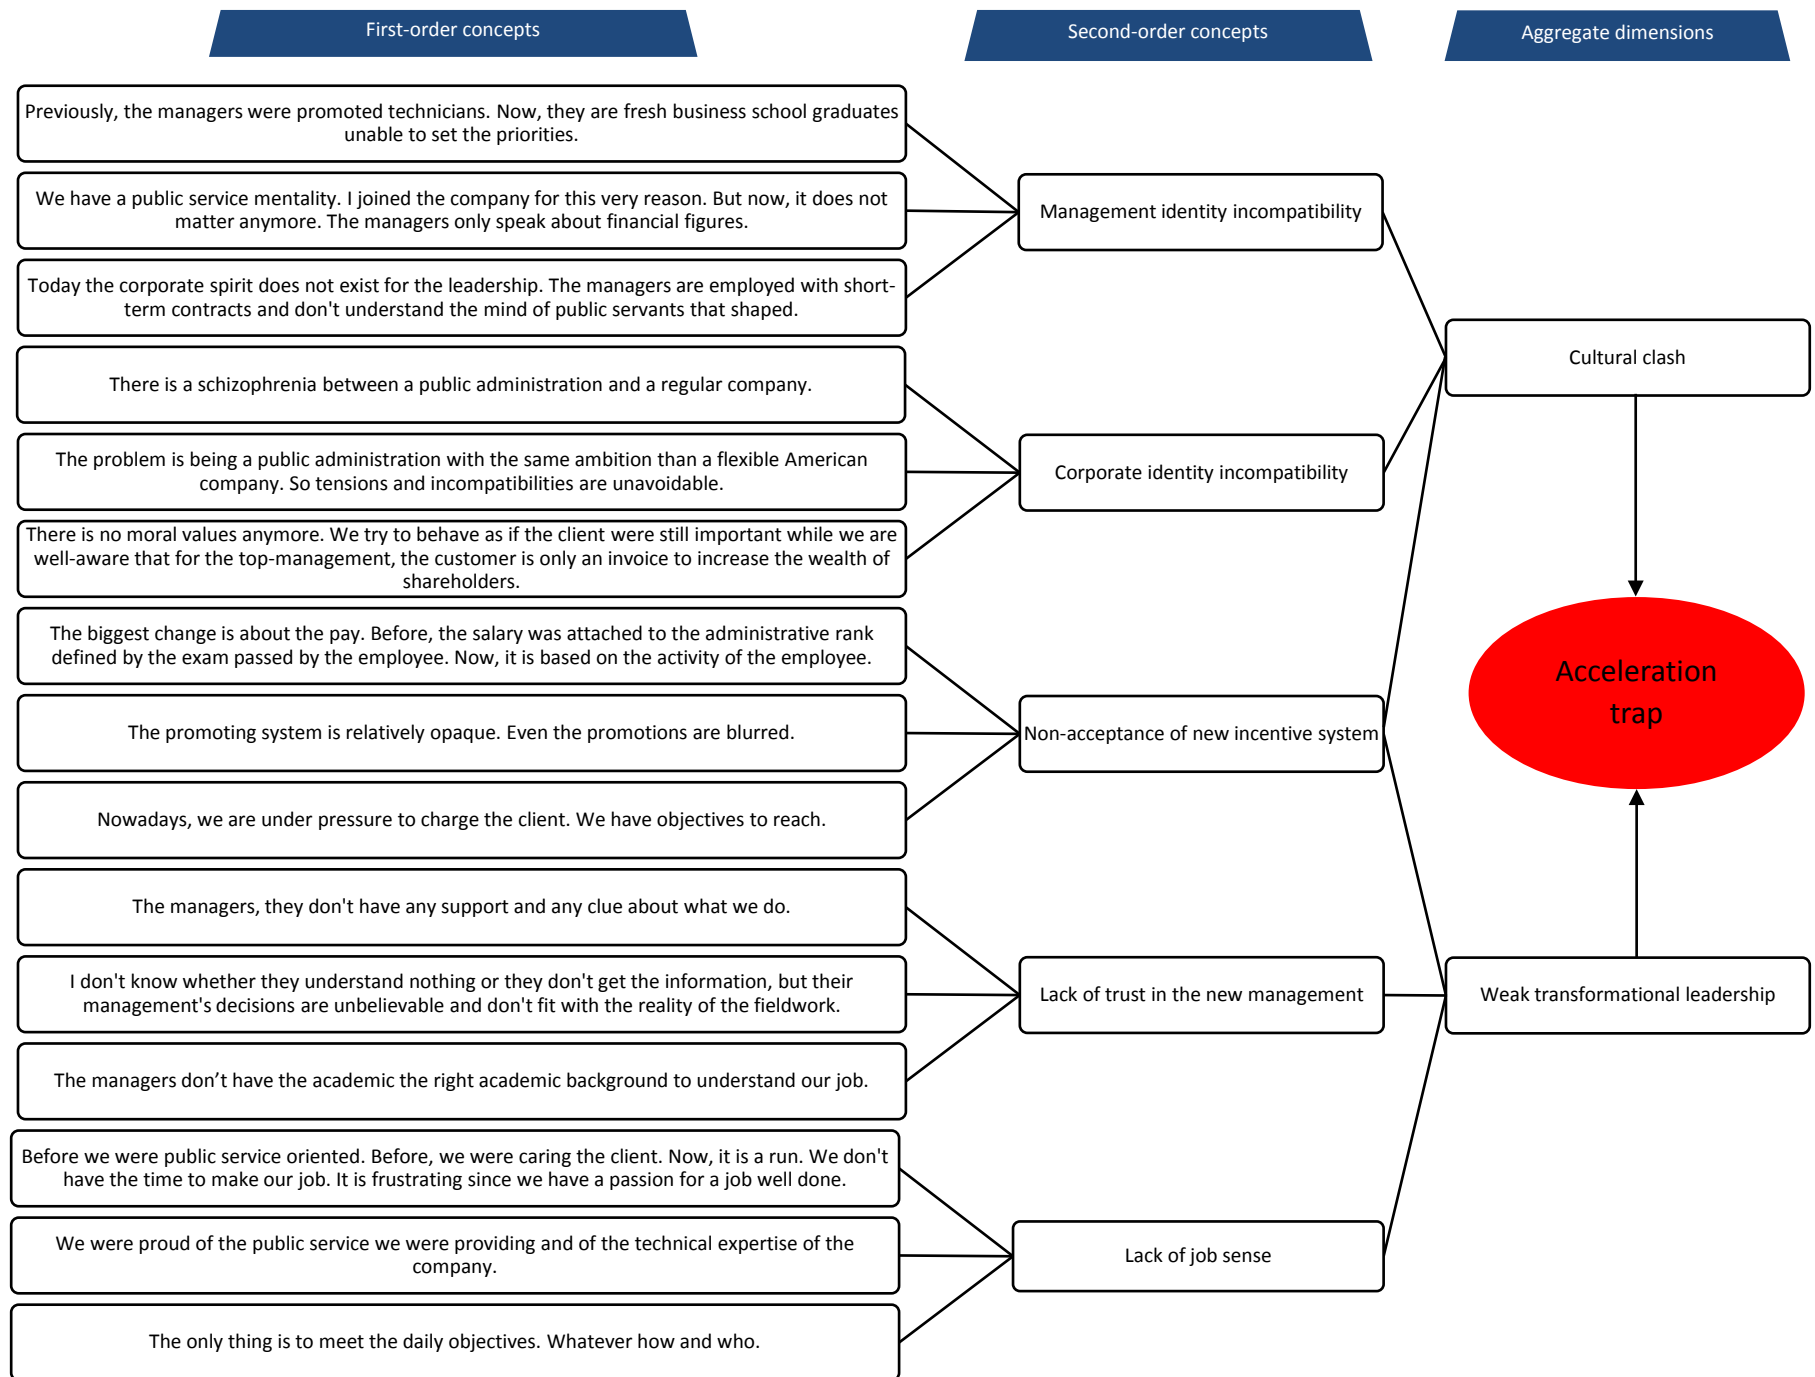 First-order concepts
Second-order concepts
Aggregate dimensions
Previously, the managers were promoted technicians. Now, they are fresh business school graduates
unable to set the priorities.
We have a public service mentality. I joined the company for this very reason. But now, it does not
matter anymore. The managers only speak about financial figures.
Management identity incompatibility
Today the corporate spirit does not exist for the leadership. The managers are employed with short-
term contracts and don't understand the mind of public servants that shaped.
Cultural clash
There is a schizophrenia between a public administration and a regular company.
The problem is being a public administration with the same ambition than a flexible American
company. So tensions and incompatibilities are unavoidable.
Corporate identity incompatibility
There is no moral values anymore. We try to behave as if the client were still important while we are
well-aware that for the top-management, the customer is only an invoice to increase the wealth of
shareholders.
The biggest change is about the pay. Before, the salary was attached to the administrative rank
defined by the exam passed by the employee. Now, it is based on the activity of the employee.
Acceleration
trap
The promoting system is relatively opaque. Even the promotions are blurred.
Non-acceptance of new incentive system
Nowadays, we are under pressure to charge the client. We have objectives to reach.
The managers, they don't have any support and any clue about what we do.
I don't know whether they understand nothing or they don't get the information, but their
management's decisions are unbelievable and don't fit with the reality of the fieldwork.
Lack of trust in the new management
Weak transformational leadership
The managers don’t have the academic the right academic background to understand our job.
Before we were public service oriented. Before, we were caring the client. Now, it is a run. We don't
have the time to make our job. It is frustrating since we have a passion for a job well done.
We were proud of the public service we were providing and of the technical expertise of the
company.
Lack of job sense
The only thing is to meet the daily objectives. Whatever how and who.